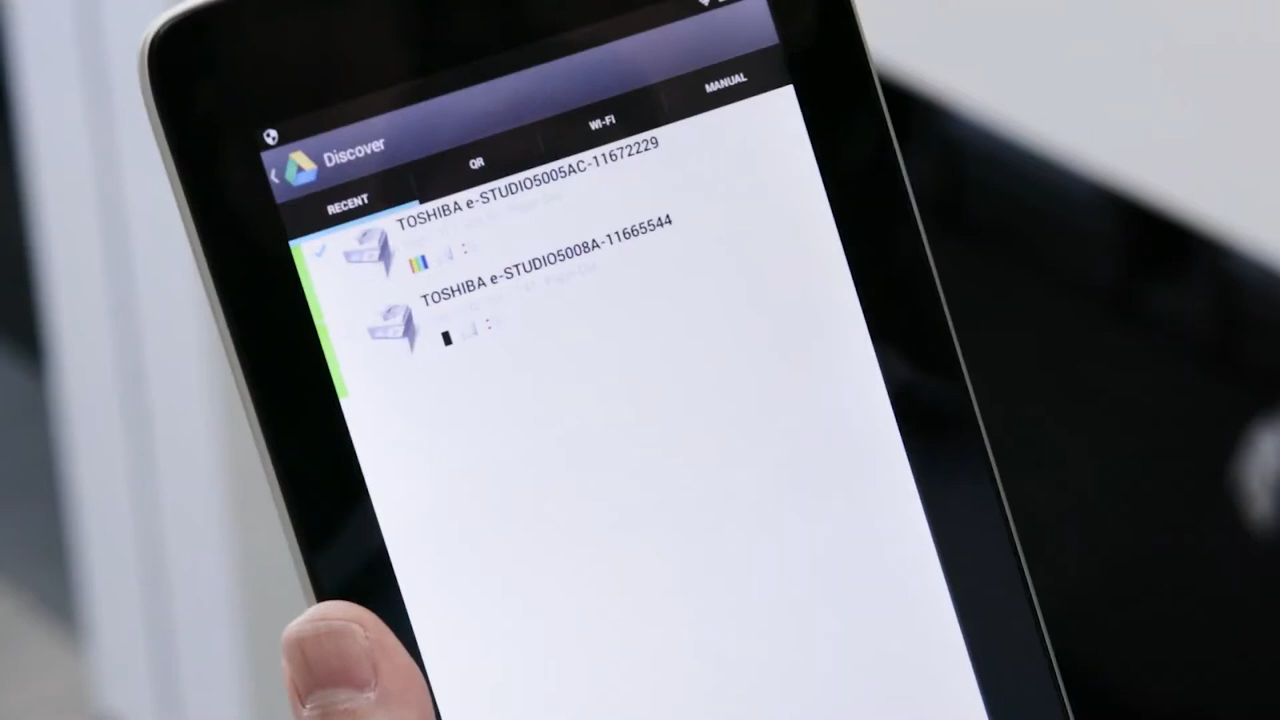 Discover
RECENT
QR
WI-FI
MANUAL
TOSHIBA e-STUDIO5005AC-11672229
TOSHIBA e-STUDIO5008A-11665544